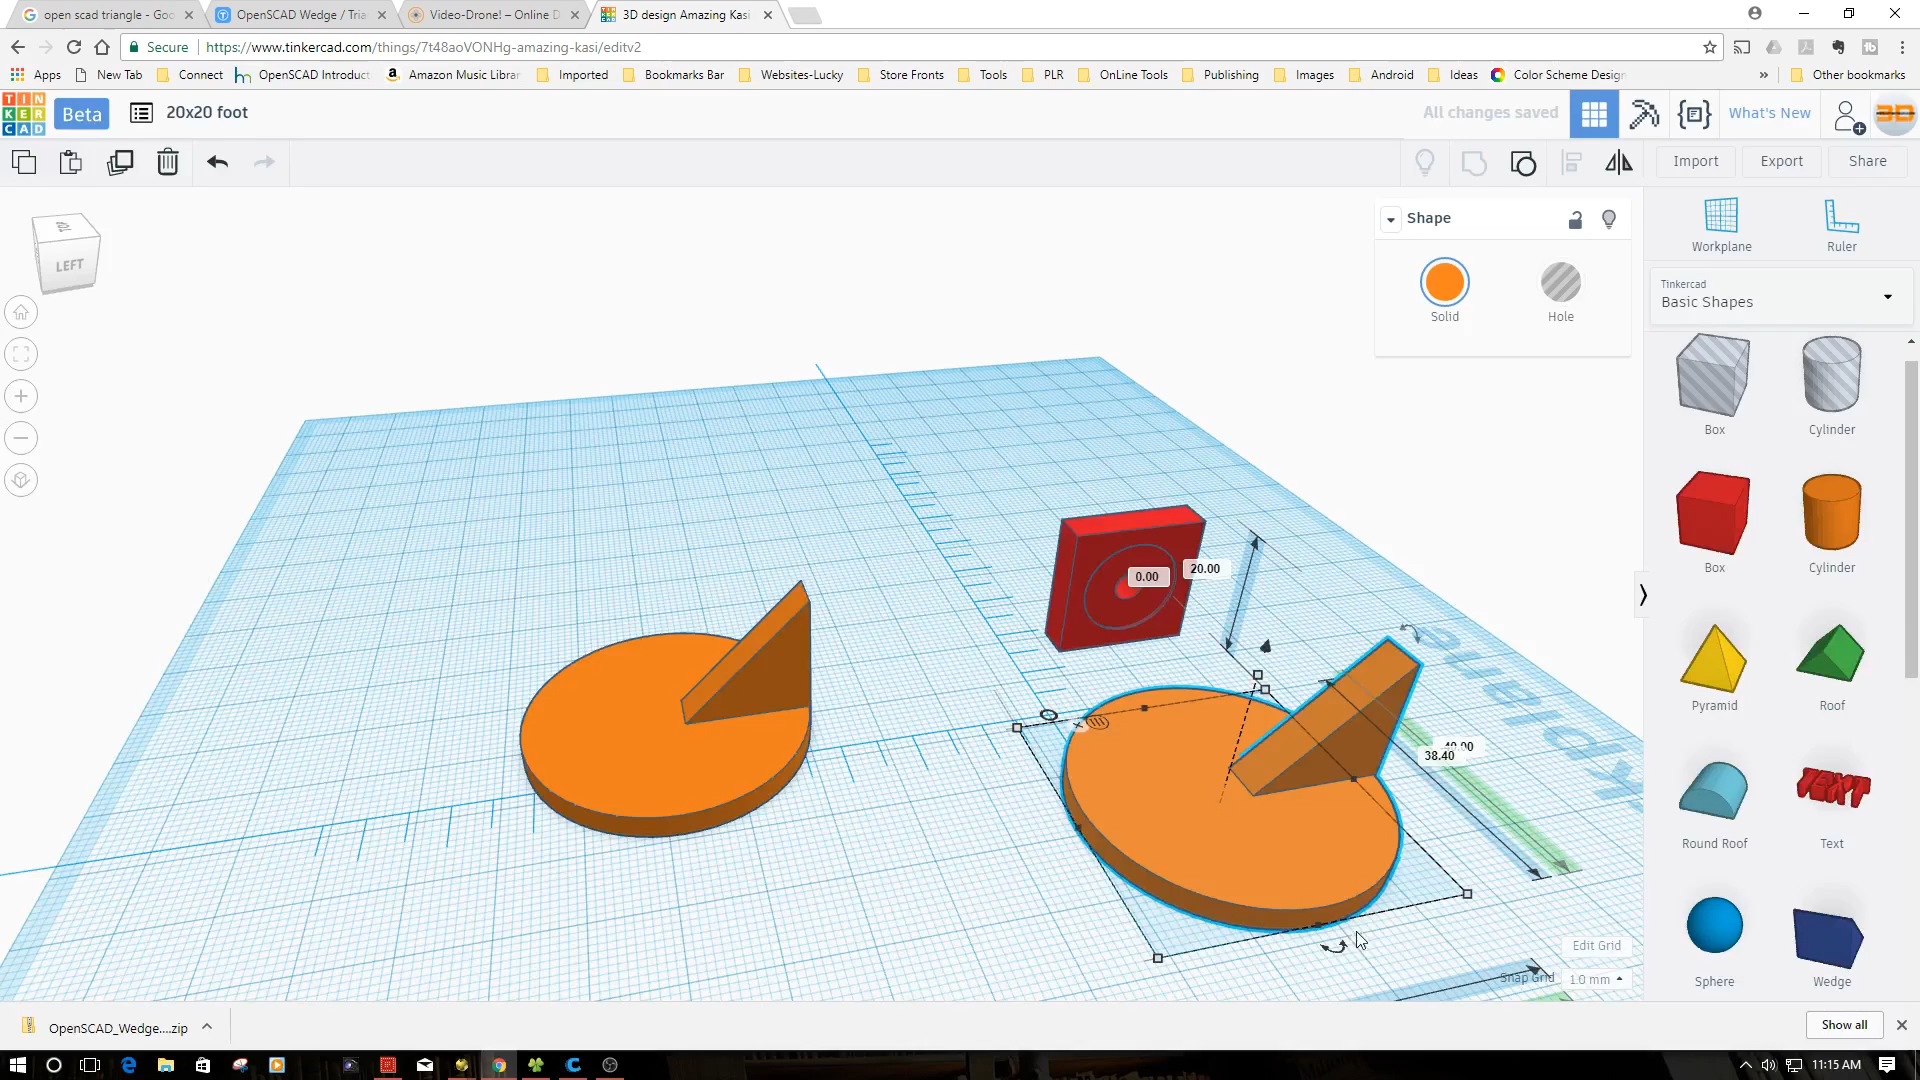 open scad triangle - Goo
OpenSCAD Wedge / Tria
Video-Drone! – Online D
3D design Amazing Kasi
Secure
https://www.tinkercad.com/things/7t48aoVONHg-amazing-kasi/editv2
Apps
New Tab
Connect
OpenSCAD Introduct
Amazon Music Librar
Imported
Bookmarks Bar
Websites-Lucky
Store Fronts
Tools
PLR
OnLine Tools
Publishing
Images
Android
Ideas
Color Scheme Design
»
Other bookmarks
TIN
KER
CAD
Beta
20x20 foot
All changes saved
What's New
3D
Import
Export
Share
LEFT
Shape
Solid
Hole
Workplane
Ruler
Tinkercad
Basic Shapes
Box
Cylinder
Box
Cylinder
Pyramid
Roof
Round Roof
TEXT
Text
Sphere
Wedge
0.00
20.00
40.00
38.40
Workplane
Edit Grid
Snap Grid
1.0 mm
OpenSCAD_Wedge....zip
Show all
11:15 AM